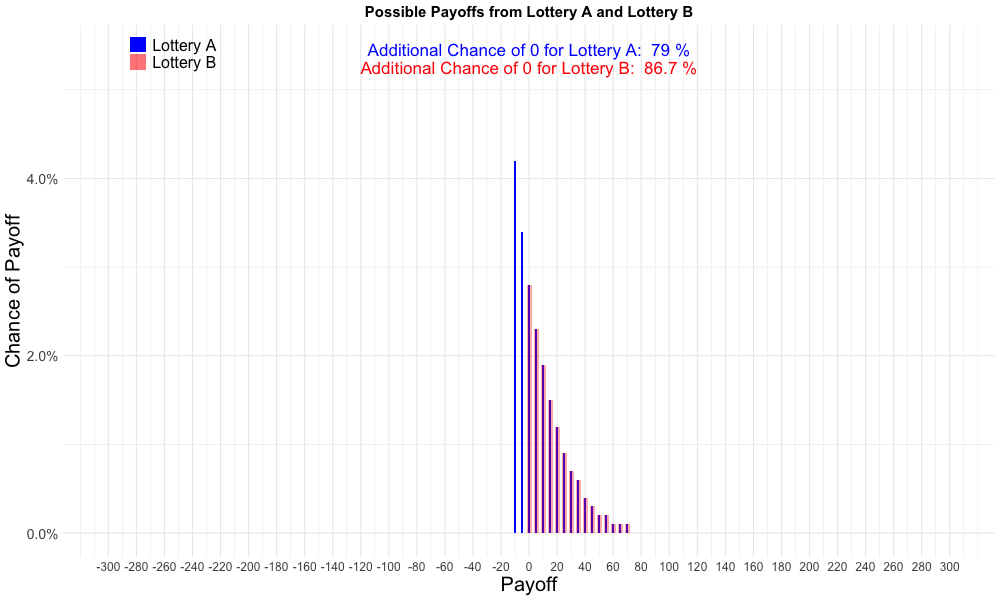 Possible Payoffs from Lottery A and Lottery B
Lottery A
Lottery B
Additional Chance of 0 for Lottery A:  79 %
Additional Chance of 0 for Lottery B:  86.7 %
Chance of Payoff
4.0%
2.0%
0.0%
-300 -280 -260 -240 -220 -200 -180 -160 -140 -120 -100 -80 -60 -40 -20 0 20 40 60 80 100 120 140 160 180 200 220 240 260 280 300
Payoff